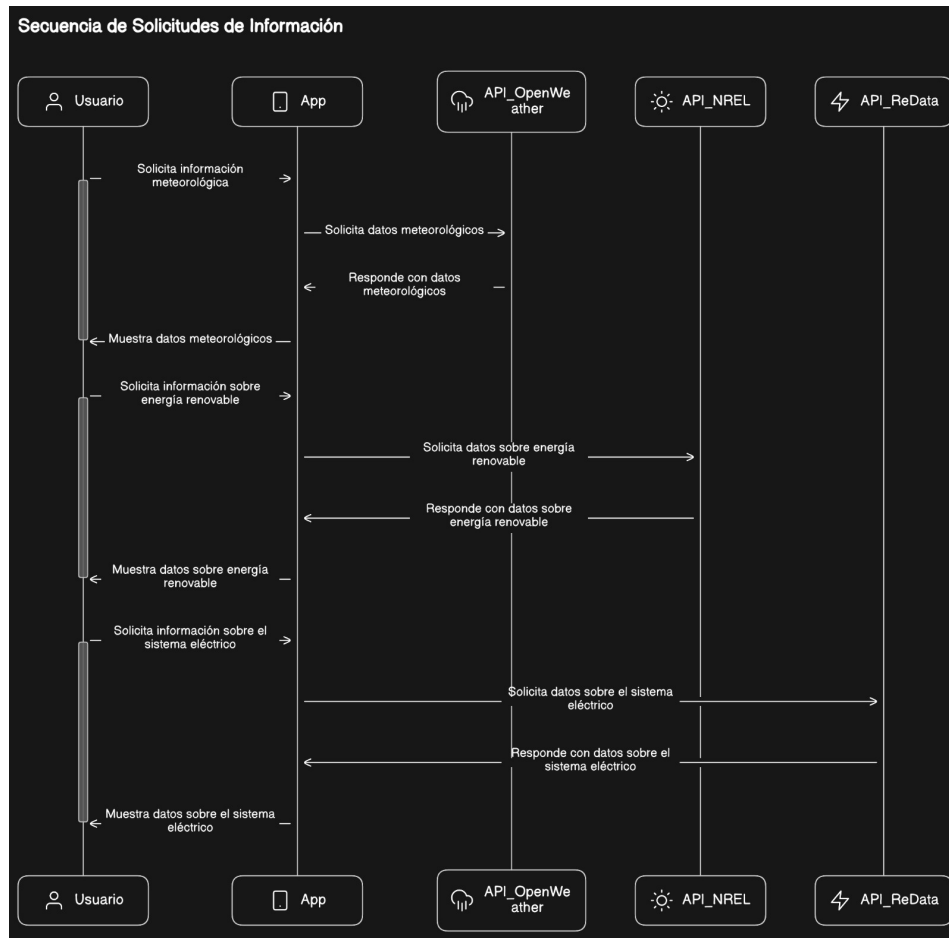 Secuencia de Solicitudes de Información
Usuario
App
API_OpenWe
ather
API_NREL
API_ReData
Solicita información
meteorológica
Solicita datos meteorológicos
Responde con datos
meteorológicos
Muestra datos meteorológicos
Solicita información sobre
energía renovable
Solicita datos sobre energía
renovable
Responde con datos sobre
energía renovable
Muestra datos sobre energía
renovable
Solicita información sobre el
sistema eléctrico
Solicita datos sobre el sistema
eléctrico
Responde con datos sobre el
sistema eléctrico
Muestra datos sobre el sistema
eléctrico
Usuario
App
API_OpenWe
ather
API_NREL
API_ReData